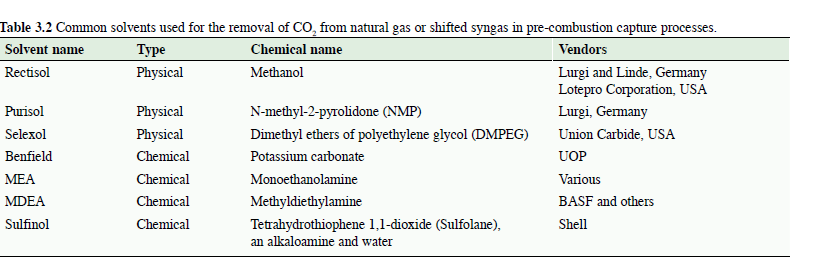 Table 3.2 Common solvents used for the removal of CO2 from natural gas or shifted syngas in pre-combustion capture processes.
Solvent name Type Chemical name Vendors
Rectisol Physical Methanol Lurgi and Linde, Germany
Lotepro Corporation, USA
Purisol Physical N-methyl-2-pyrolidone (NMP) Lurgi, Germany
Selexol Physical Dimethyl ethers of polyethylene glycol (DMPEG) Union Carbide, USA
Benfield Chemical Potassium carbonate UOP
MEA Chemical Monoethanolamine Various
MDEA Chemical Methyldiethylamine BASF and others
Sulfinol Chemical Tetrahydrothiophene 1,1-dioxide (Sulfolane), Shell
an alkaloamine and water